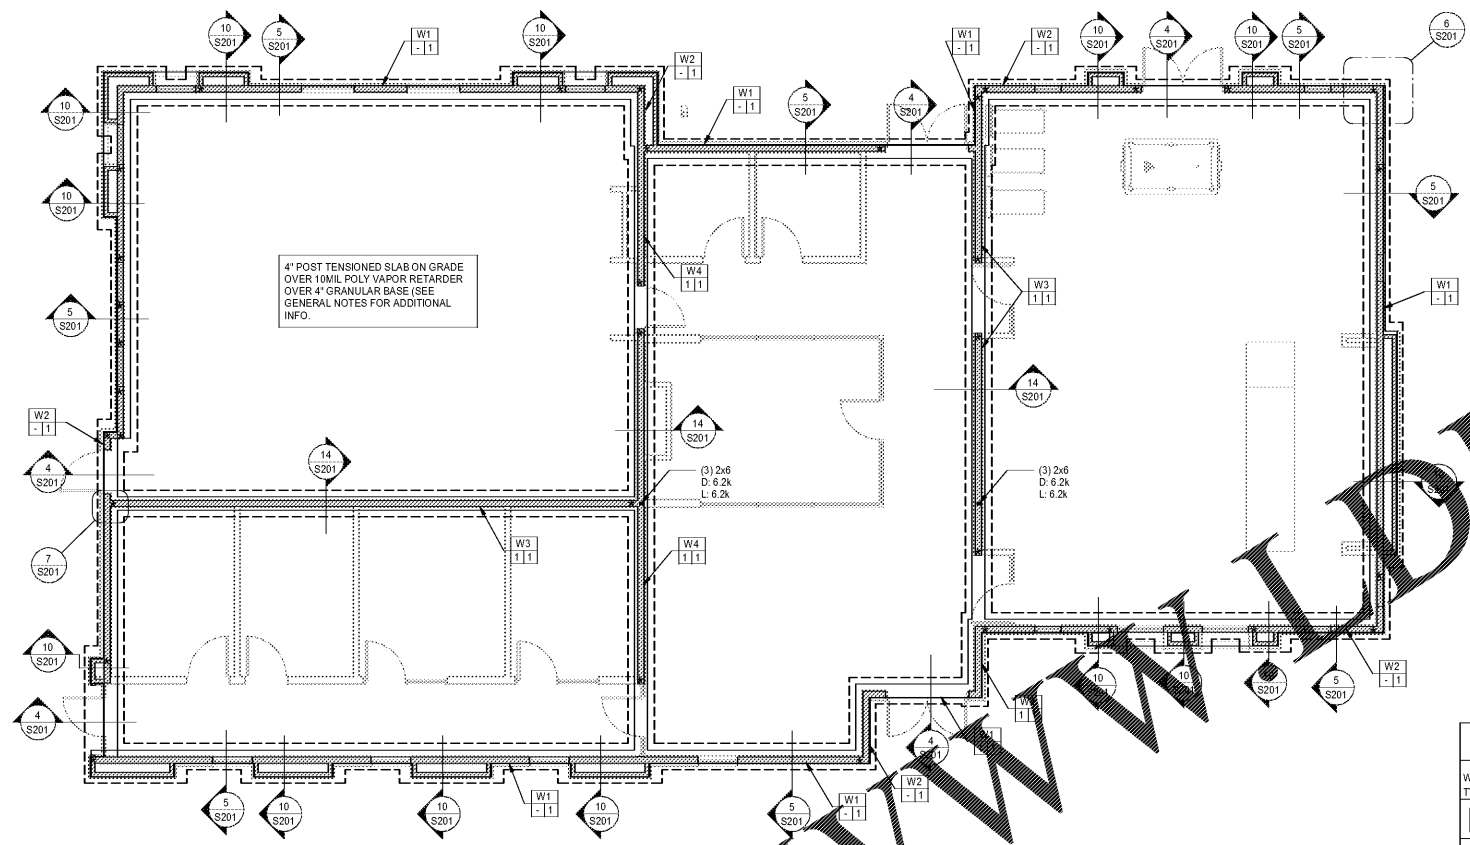 10
S201
5
S201
W1
- 1
10
S201
W2
- 1
W1
- 1
W2
- 1
10
S201
4
S201
10
S201
5
S201
6
S201
10
S201
W1
- 1
5
S201
4
S201
10
S201
5
S201
4" POST TENSIONED SLAB ON GRADE
OVER 10MIL POLY VAPOR RETARDER
OVER 4" GRANULAR BASE (SEE
GENERAL NOTES FOR ADDITIONAL
INFO.
W4
1 1
W3
1 1
W1
- 1
5
S201
14
S201
W2
- 1
14
S201
14
S201
4
S201
(3) 2x6
D: 6.2k
L: 6.2k
(3) 2x6
D: 6.2k
L: 6.2k
7
S201
W3
1 1
W4
1 1
10
S201
4
S201
10
10
S201
5
S201
W2
- 1
4
W1
5
S201
10
S201
10
S201
W1
- 1
10
S201
5
S201
W1
- 1
W2
- 1
WWW.LD